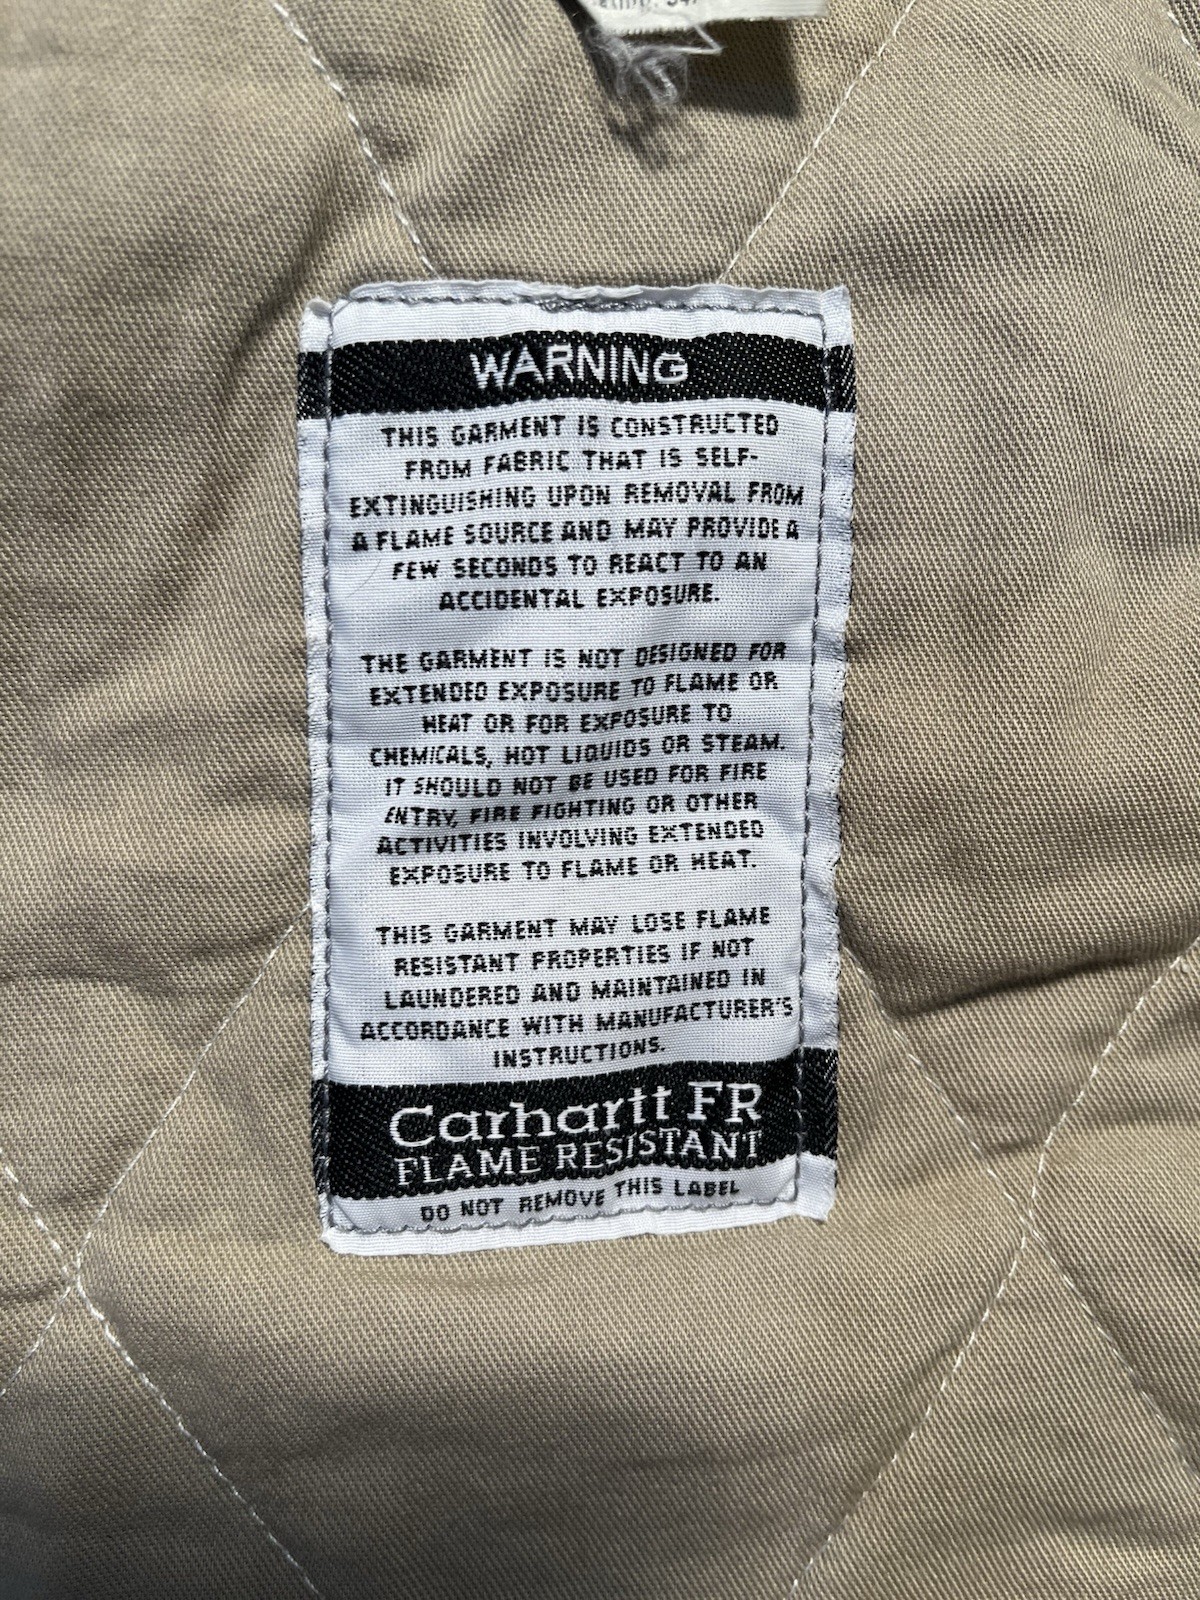 WARNING
THIS GARMENT IS CONSTRUCTED
FROM FABRIC THAT IS SELF-
EXTINGUISHING UPON REMOVAL FROM
A FLAME SOURCE AND MAY PROVIDE A
FEW SECONDS TO REACT TO AN
ACCIDENTAL EXPOSURE.
THE GARMENT IS NOT DESIGNED FOR
EXTENDED EXPOSURE TO FLAME OR
HEAT OR FOR EXPOSURE TO
CHEMICALS, HOT LIQUIDS OR STEAM.
IT SHOULD NOT BE USED FOR FIRE
ENTRY, FIRE FIGHTING OR OTHER
ACTIVITIES INVOLVING EXTENDED
EXPOSURE TO FLAME OR HEAT.
THIS GARMENT MAY LOSE FLAME
RESISTANT PROPERTIES IF NOT
LAUNDERED AND MAINTAINED IN
ACCORDANCE WITH MANUFACTURER'S
INSTRUCTIONS.
Carhartt FR
FLAME RESISTANT
DO NOT REMOVE THIS LABEL